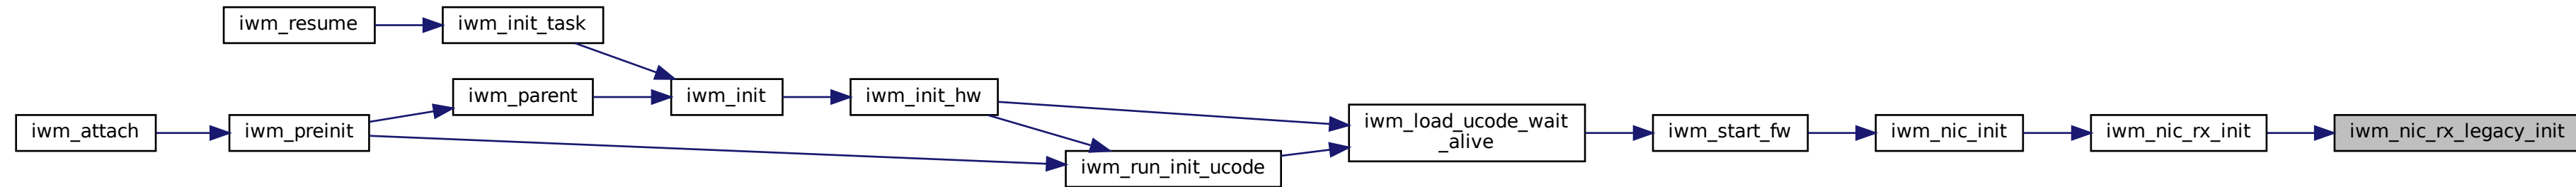 iwm_resume
iwm_init_task
iwm_parent
iwm_init
iwm_init_hw
iwm_attach
iwm_preinit
iwm_load_ucode_wait
_alive
iwm_start_fw
iwm_nic_init
iwm_nic_rx_init
iwm_nic_rx_legacy_init
iwm_run_init_ucode